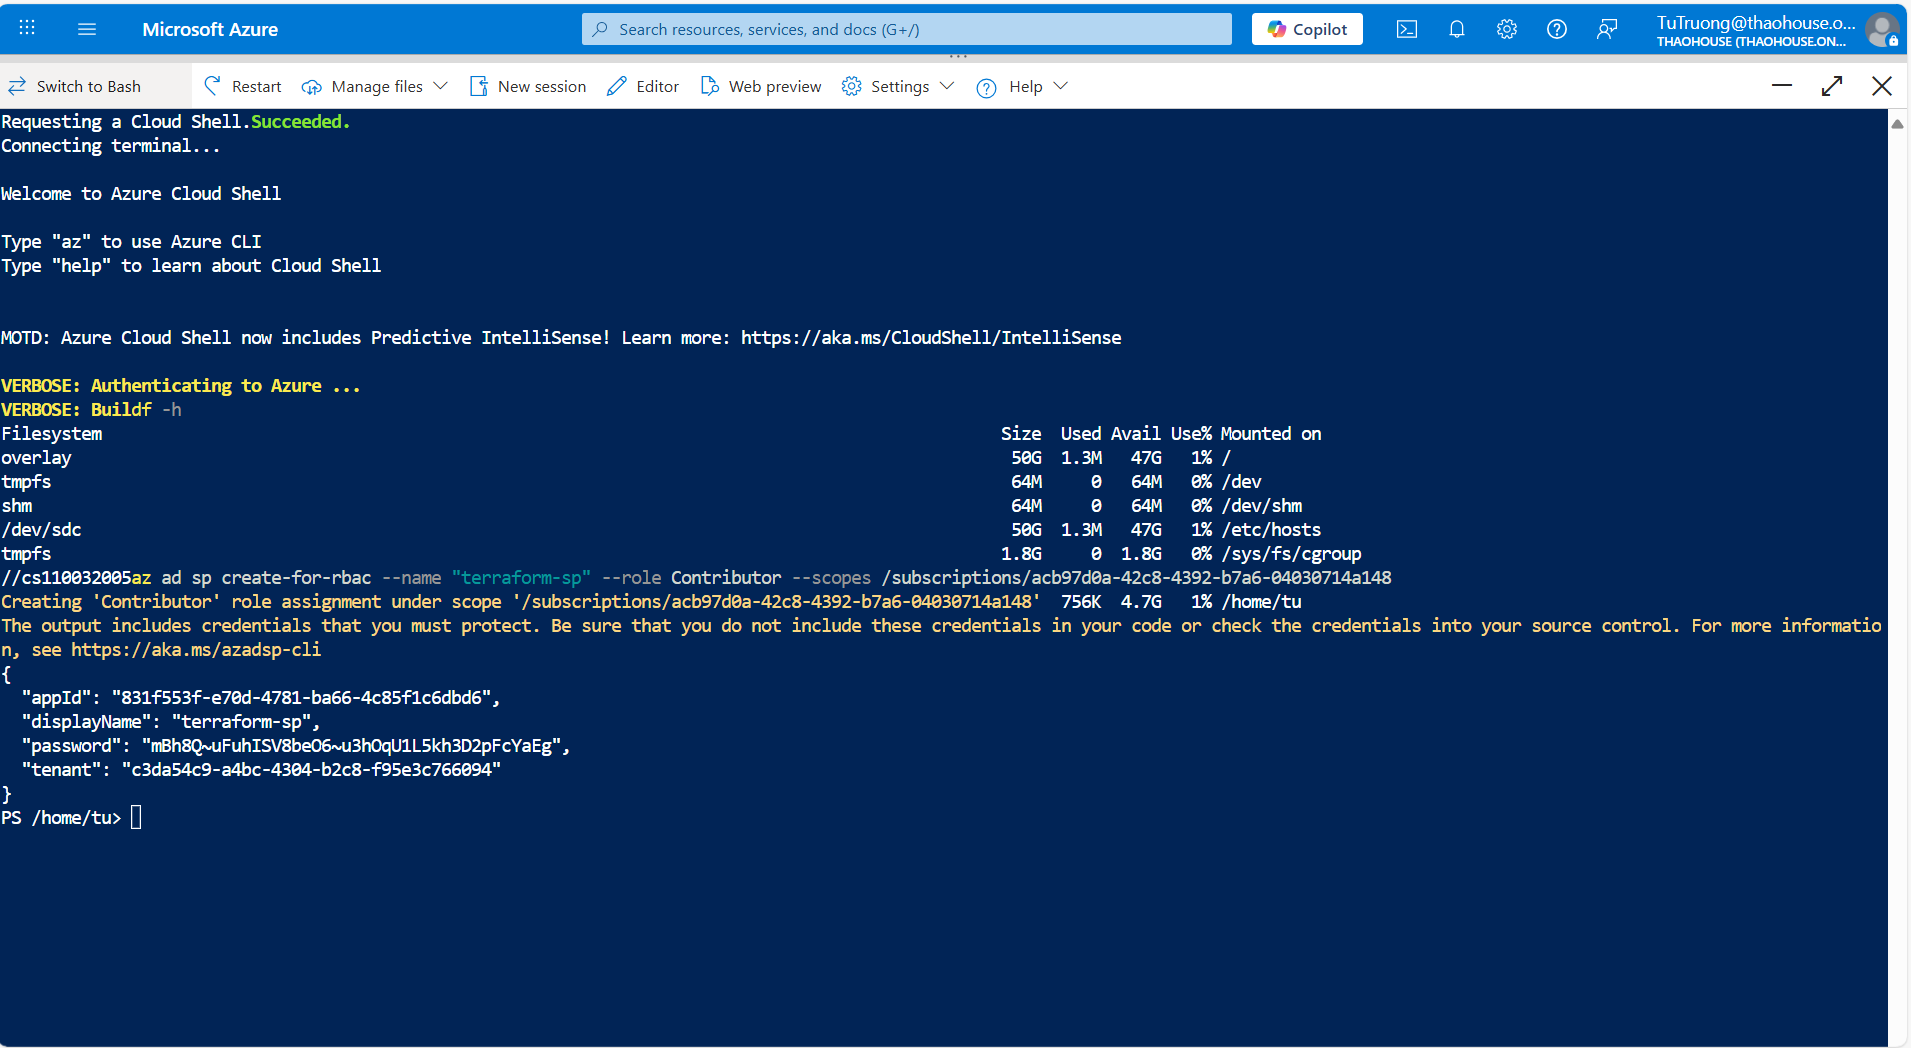 Microsoft Azure
Search resources, services, and docs (G+/)
Copilot
TuTruong@thaohouse.o...
THAOHOUSE (THAOHOUSE.ON...
Switch to Bash
Restart
Manage files
New session
Editor
Web preview
Settings
Help
Requesting a Cloud Shell.Succeeded.
Connecting terminal...
Welcome to Azure Cloud Shell
Type "az" to use Azure CLI
Type "help" to learn about Cloud Shell
MOTD: Azure Cloud Shell now includes Predictive IntelliSense! Learn more: https://aka.ms/CloudShell/IntelliSense
VERBOSE: Authenticating to Azure ...
VERBOSE: Buildf -h
Filesystem Size Used Avail Use% Mounted on
overlay 50G 1.3M 47G 1% /
tmpfs 64M 0 64M 0% /dev
shm 64M 0 64M 0% /dev/shm
/dev/sdc 50G 1.3M 47G 1% /etc/hosts
tmpfs 1.8G 0 1.8G 0% /sys/fs/cgroup
//cs110032005az ad sp create-for-rbac --name "terraform-sp" --role Contributor --scopes /subscriptions/acb97d0a-42c8-4392-b7a6-04030714a148
Creating 'Contributor' role assignment under scope '/subscriptions/acb97d0a-42c8-4392-b7a6-04030714a148' 756K 4.7G 1% /home/tu
The output includes credentials that you must protect. Be sure that you do not include these credentials in your code or check the credentials into your source control. For more informatio
n, see https://aka.ms/azadsp-cli
{
"appId": "831f553f-e70d-4781-ba66-4c85f1c6dbd6",
"displayName": "terraform-sp",
"password": "mBh8Q~uFuhISV8beO6~u3hOqU1L5kh3D2pFcYaEg",
"tenant": "c3da54c9-a4bc-4304-b2c8-f95e3c766094"
}
PS /home/tu>